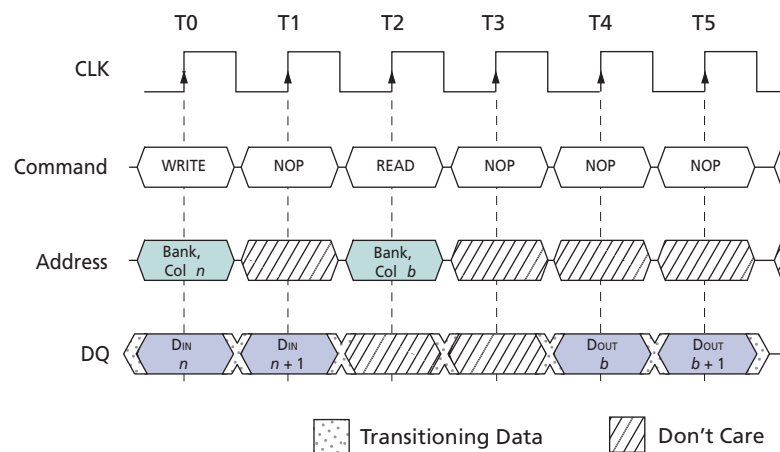 T0 T1 T2 T3 T4 T5
CLK
Command WRITE NOP READ NOP NOP NOP
Address Bank, Col n Bank, Col b
DQ DIN n DIN n + 1 DOUT b DOUT b + 1
Transitioning Data Don't Care